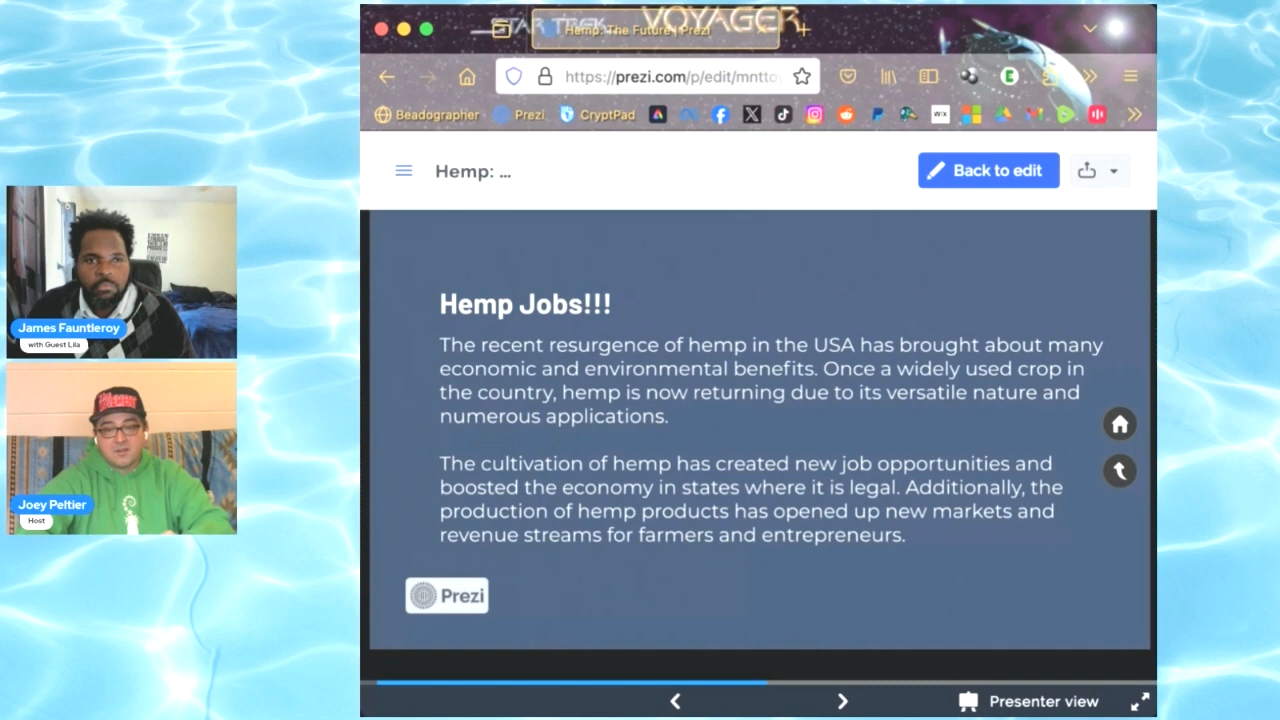 STAR TREK VOYAGER
Hemp: The Future | Prezi
https://prezi.com/p/edit/mntto
Beadographer
Prezi
CryptPad
WIX
Hemp: ...
Back to edit
James Fauntleroy
with Guest Lila
Joey Peltier
Host
Hemp Jobs!!!
The recent resurgence of hemp in the USA has brought about many
economic and environmental benefits. Once a widely used crop in
the country, hemp is now returning due to its versatile nature and
numerous applications.
The cultivation of hemp has created new job opportunities and
boosted the economy in states where it is legal. Additionally, the
production of hemp products has opened up new markets and
revenue streams for farmers and entrepreneurs.
Prezi
Presenter view